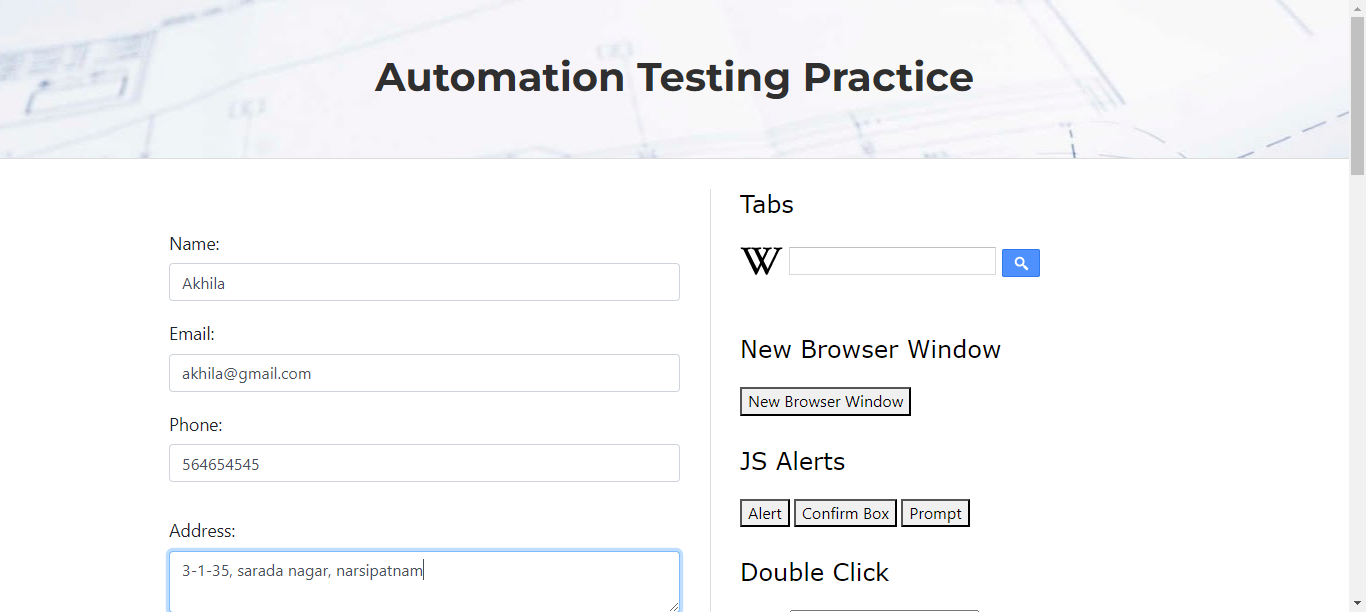 Automation Testing Practice
Name:
Akhila
Email:
akhila@gmail.com
Phone:
564654545
Address:
3-1-35, sarada nagar, narsipatnam
Tabs
W
New Browser Window
New Browser Window
JS Alerts
Alert Confirm Box Prompt
Double Click